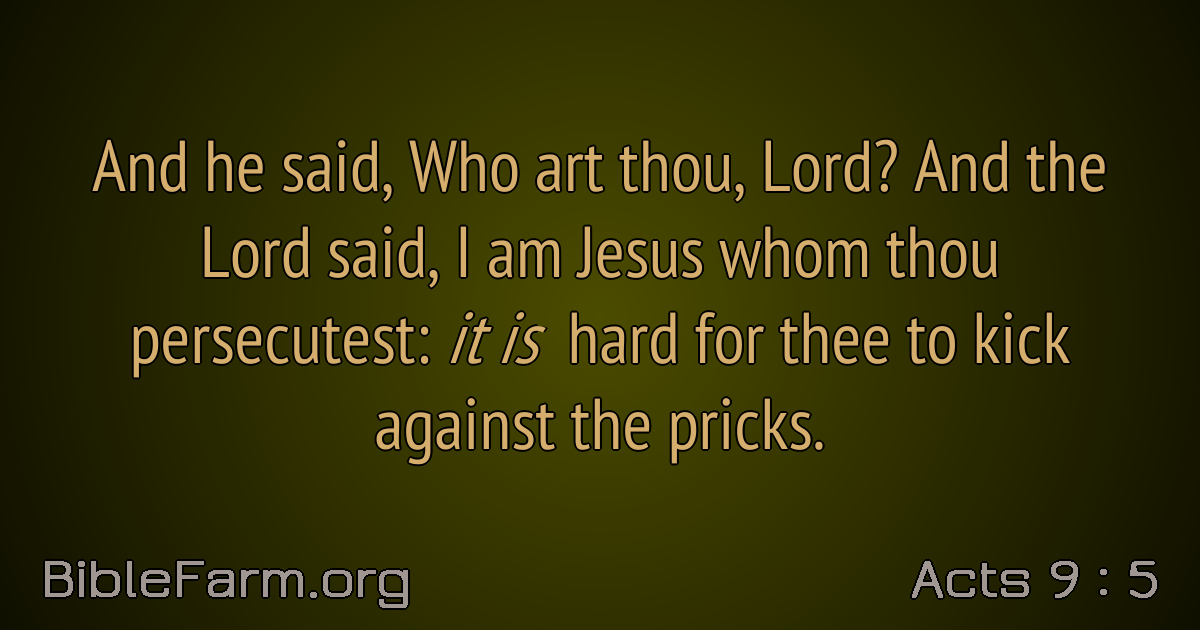 And he said, Who art thou, Lord? And the
Lord said, I am Jesus whom thou
persecutest: it is hard for thee to kick
against the pricks.
BibleFarm.org
Acts 9 : 5